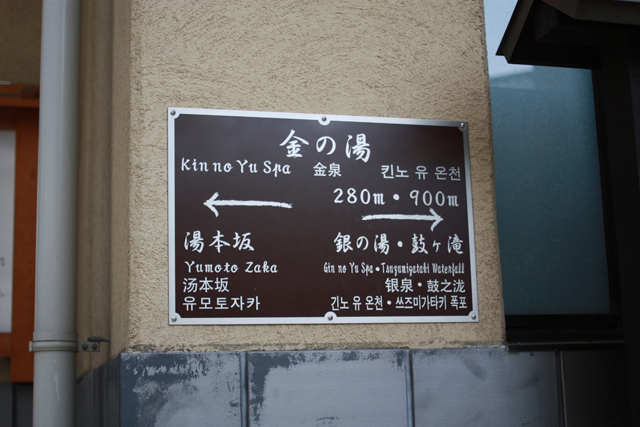 金の湯
Kin no Yu Spa 金泉 킨노 유 온천
280m・900m
湯本坂 銀の湯・鼓ヶ滝
Yumoto Zaka Gin no Yu Spa・Tsuzumigataki Waterfall
汤本坂 银泉・鼓之泷
유모토자카 긴노 유 온천・쓰즈미가타키 폭포